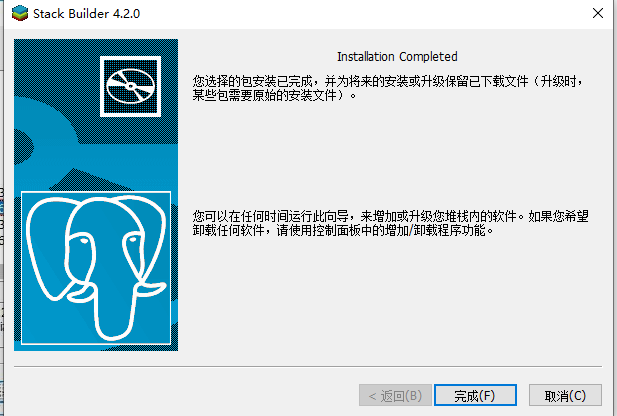 Stack Builder 4.2.0
Installation Completed
您选择的包安装已完成，并为将来的安装或升级保留已下载文件（升级时，
某些包需要原始的安装文件）。
您可以在任何时间运行此向导，来增加或升级您堆栈内的软件。如果您希望
卸载任何软件，请使用控制面板中的增加/卸载程序功能。
< 返回(B)
完成(F)
取消(C)